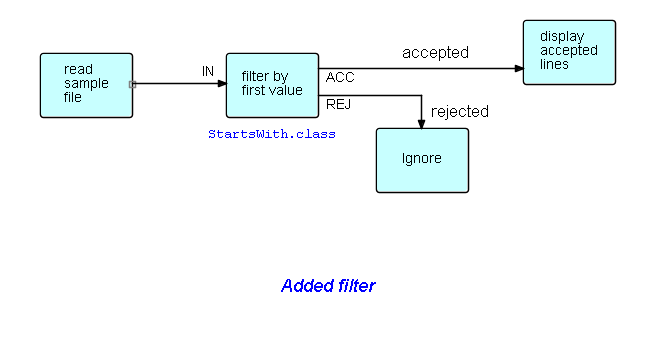 read
sample
file
IN
filter by
first value
StartsWith.class
ACC
REJ
accepted
rejected
display
accepted
lines
Ignore
Added filter